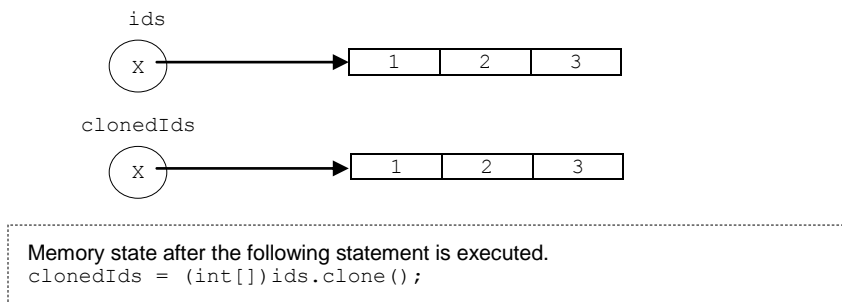 ids
X 1 2 3
clonedIds
X 1 2 3
Memory state after the following statement is executed.
clonedIds = (int[])ids.clone();